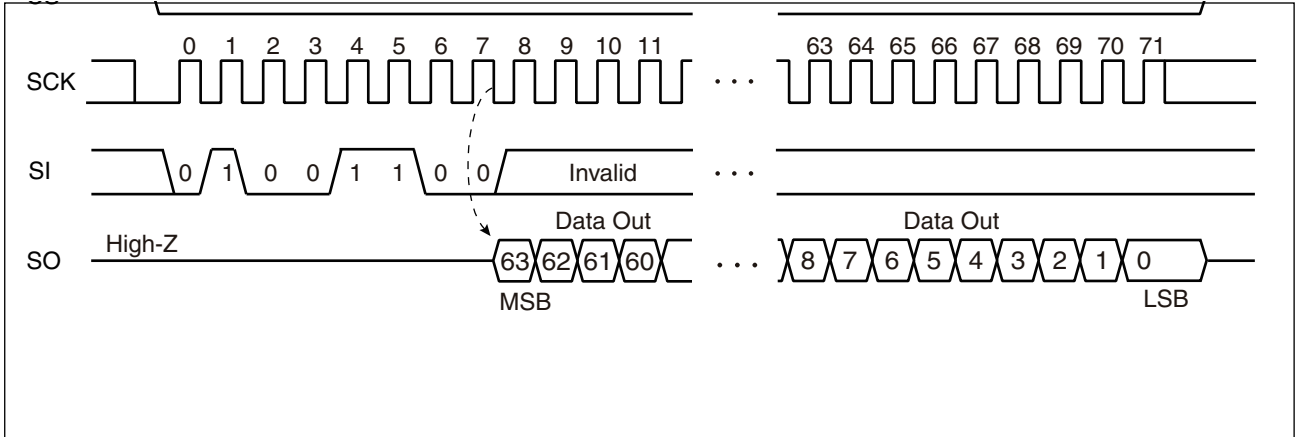 0 1 2 3 4 5 6 7 8 9 10 11 63 64 65 66 67 68 69 70 71
SCK . . .
SI 0 1 0 0 1 1 0 0 Invalid . . .
Data Out Data Out
High-Z
SO 63 62 61 60 . . . 8 7 6 5 4 3 2 1 0
MSB LSB